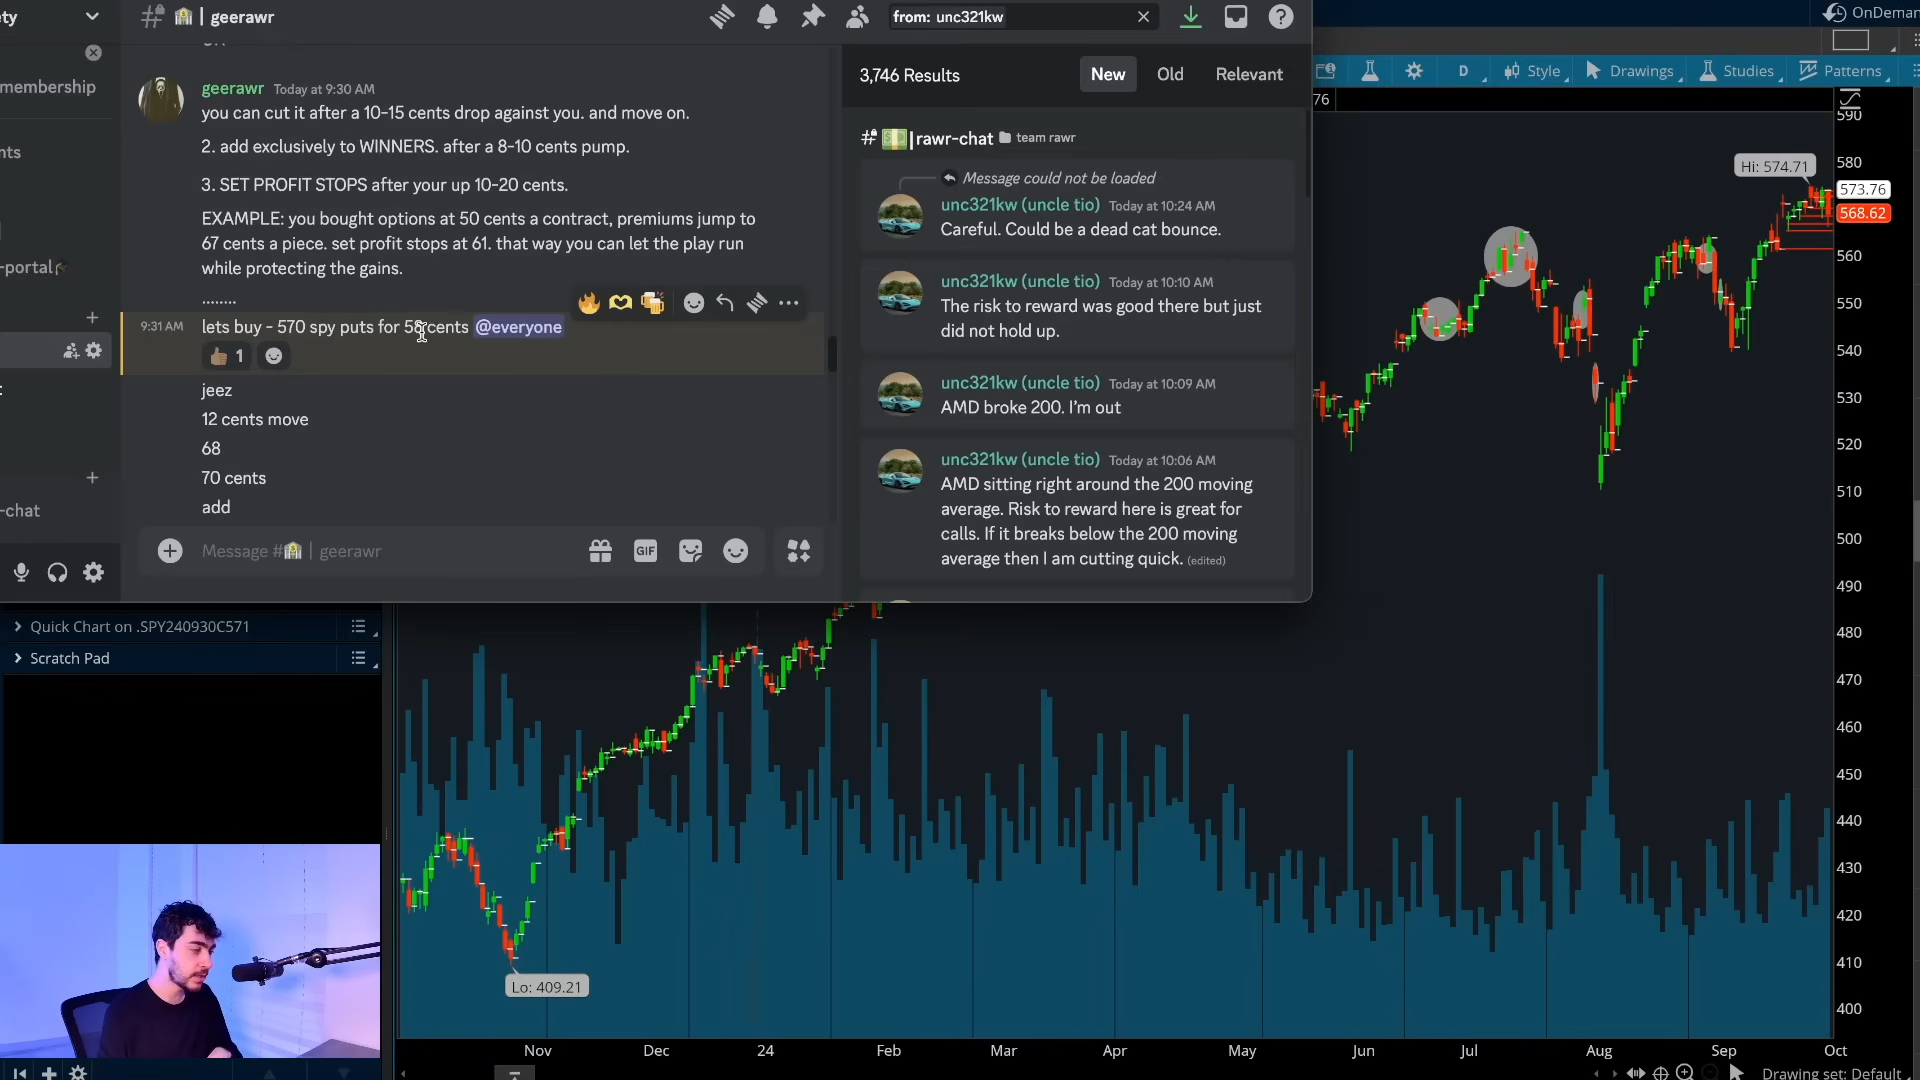 ety
| geerawr
from: unc321kw
OnDeman
membership
nts
-portal
-chat
geerawr Today at 9:30 AM
you can cut it after a 10-15 cents drop against you. and move on.
2. add exclusively to WINNERS. after a 8-10 cents pump.
3. SET PROFIT STOPS after your up 10-20 cents.
EXAMPLE: you bought options at 50 cents a contract, premiums jump to
67 cents a piece. set profit stops at 61. that way you can let the play run
while protecting the gains.
........
9:31 AM lets buy - 570 spy puts for 58 cents @everyone
1
jeez
12 cents move
68
70 cents
add
Message # | geerawr
GIF
3,746 Results
New Old Relevant
# |rawr-chat team rawr
Message could not be loaded
unc321kw (uncle tio) Today at 10:24 AM
Careful. Could be a dead cat bounce.
unc321kw (uncle tio) Today at 10:10 AM
The risk to reward was good there but just
did not hold up.
unc321kw (uncle tio) Today at 10:09 AM
AMD broke 200. I'm out
unc321kw (uncle tio) Today at 10:06 AM
AMD sitting right around the 200 moving
average. Risk to reward here is great for
calls. If it breaks below the 200 moving
average then I am cutting quick. (edited)
D Style Drawings Studies Patterns
76
Hi: 574.71
590
580
573.76
568.62
560
550
540
530
520
510
500
490
480
470
460
450
440
430
420
410
400
Quick Chart on .SPY240930C571
Scratch Pad
Lo: 409.21
Nov Dec 24 Feb Mar Apr May Jun Jul Aug Sep Oct
Drawing set: Default